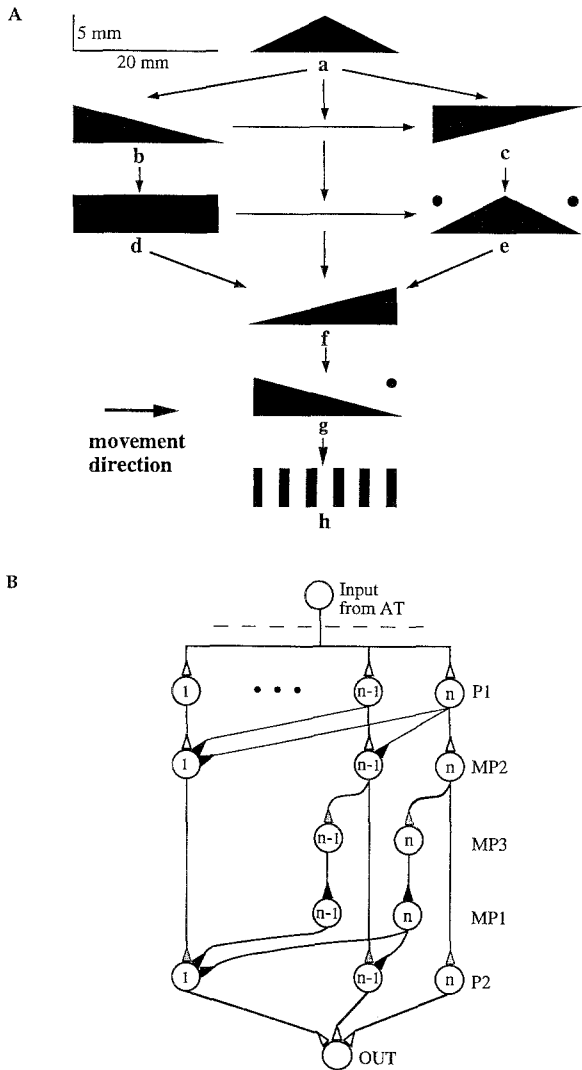 A
5 mm
20 mm
a
b
c
d
e
f
g
movement
direction
h
B
Input
from AT
1 • • • n-1 n P1
1 n-1 n MP2
n-1 n MP3
n-1 n MP1
1 n-1 n P2
OUT